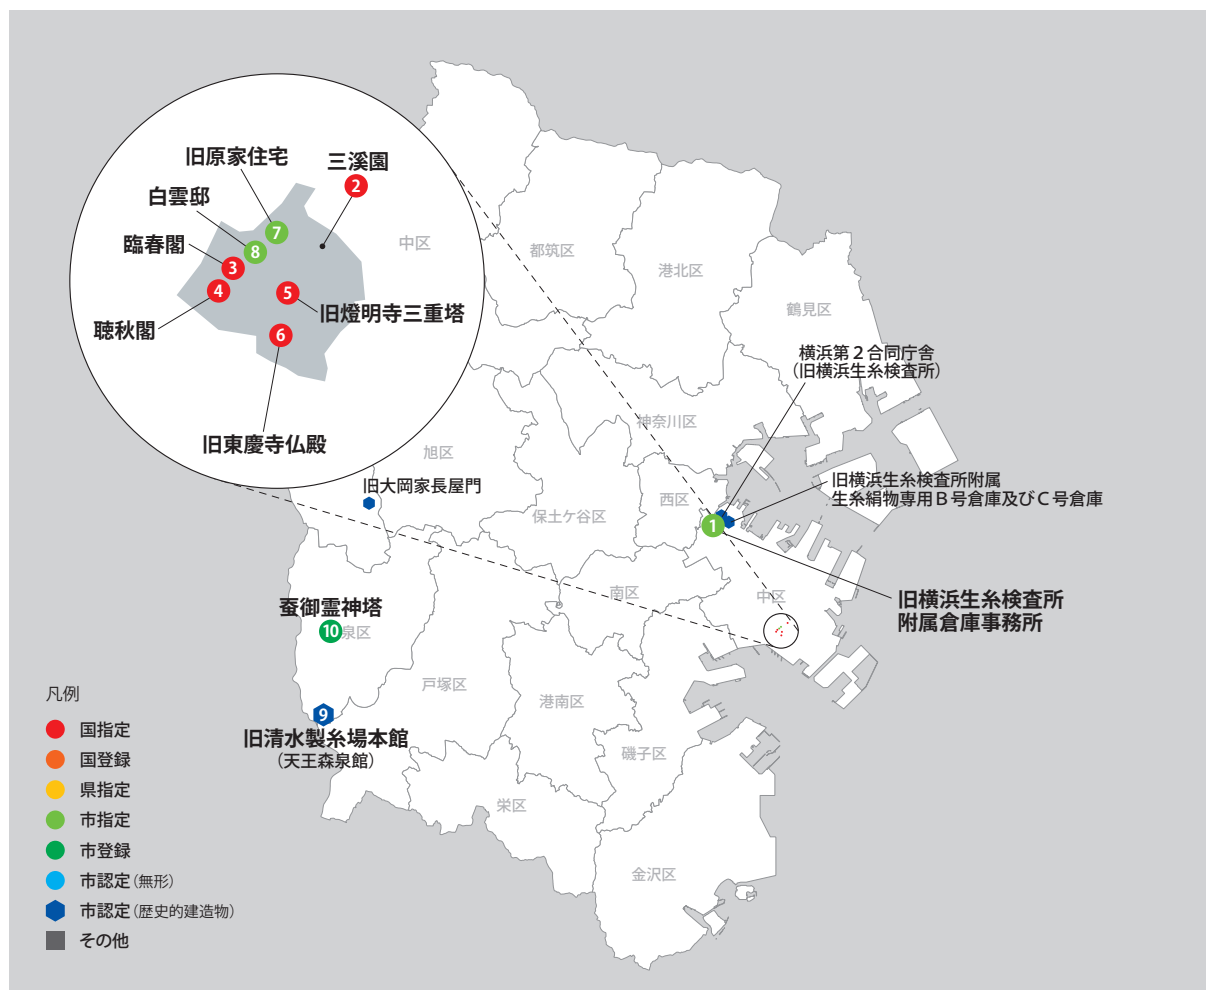 旧原家住宅
三溪園
2
白雲邸
7
中区
臨春閣
8
3
4
5
聴秋閣
旧燈明寺三重塔
6
旧東慶寺仏殿
都筑区
港北区
鶴見区
横浜第2合同庁舎
（旧横浜生糸検査所）
神奈川区
旭区
旧大岡家長屋門
西区
保土ケ谷区
旧横浜生糸検査所附属
生糸絹物専用B号倉庫及びC号倉庫
1
南区
中区
旧横浜生糸検査所
附属倉庫事務所
蚕御霊神塔
10
泉区
戸塚区
港南区
9
旧清水製糸場本館
（天王森泉館）
磯子区
栄区
金沢区
凡例
国指定
国登録
県指定
市指定
市登録
市認定（無形）
市認定（歴史的建造物）
その他